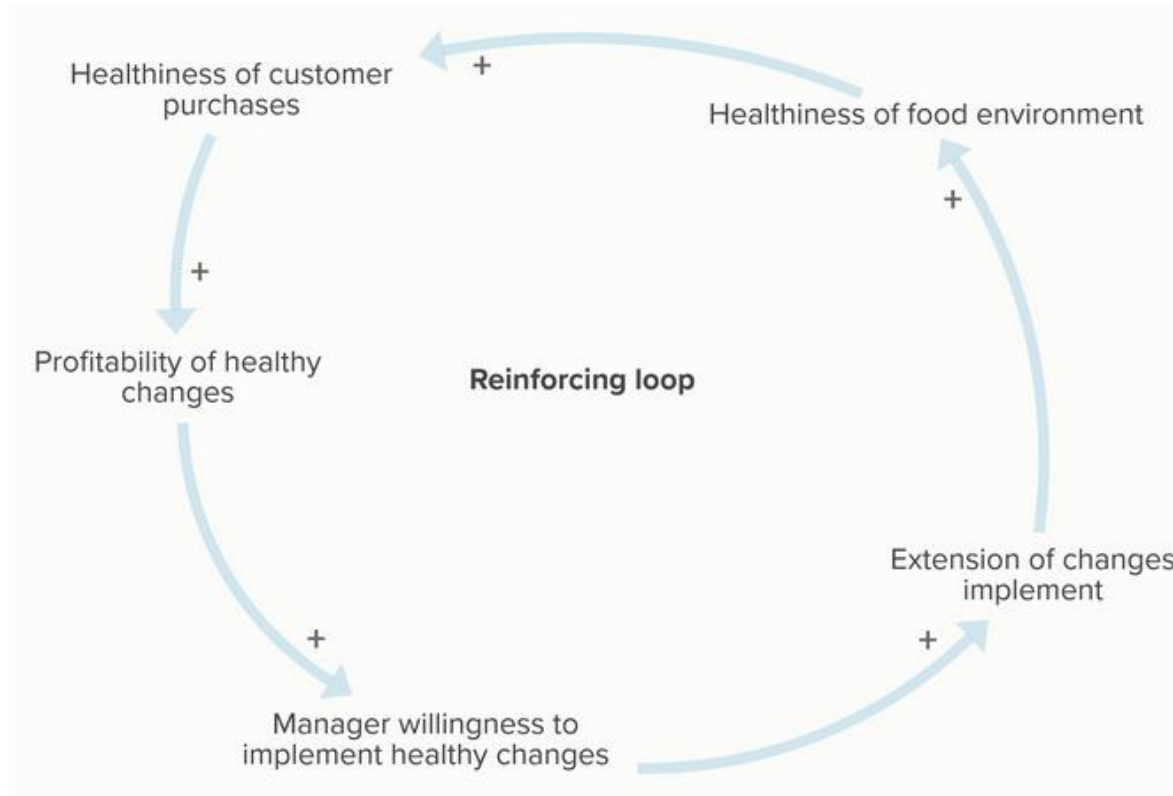 Healthiness of customer
purchases
+
Healthiness of food environment
+
+
Profitability of healthy
changes
Reinforcing loop
Extension of changes
implement
+
+
Manager willingness to
implement healthy changes